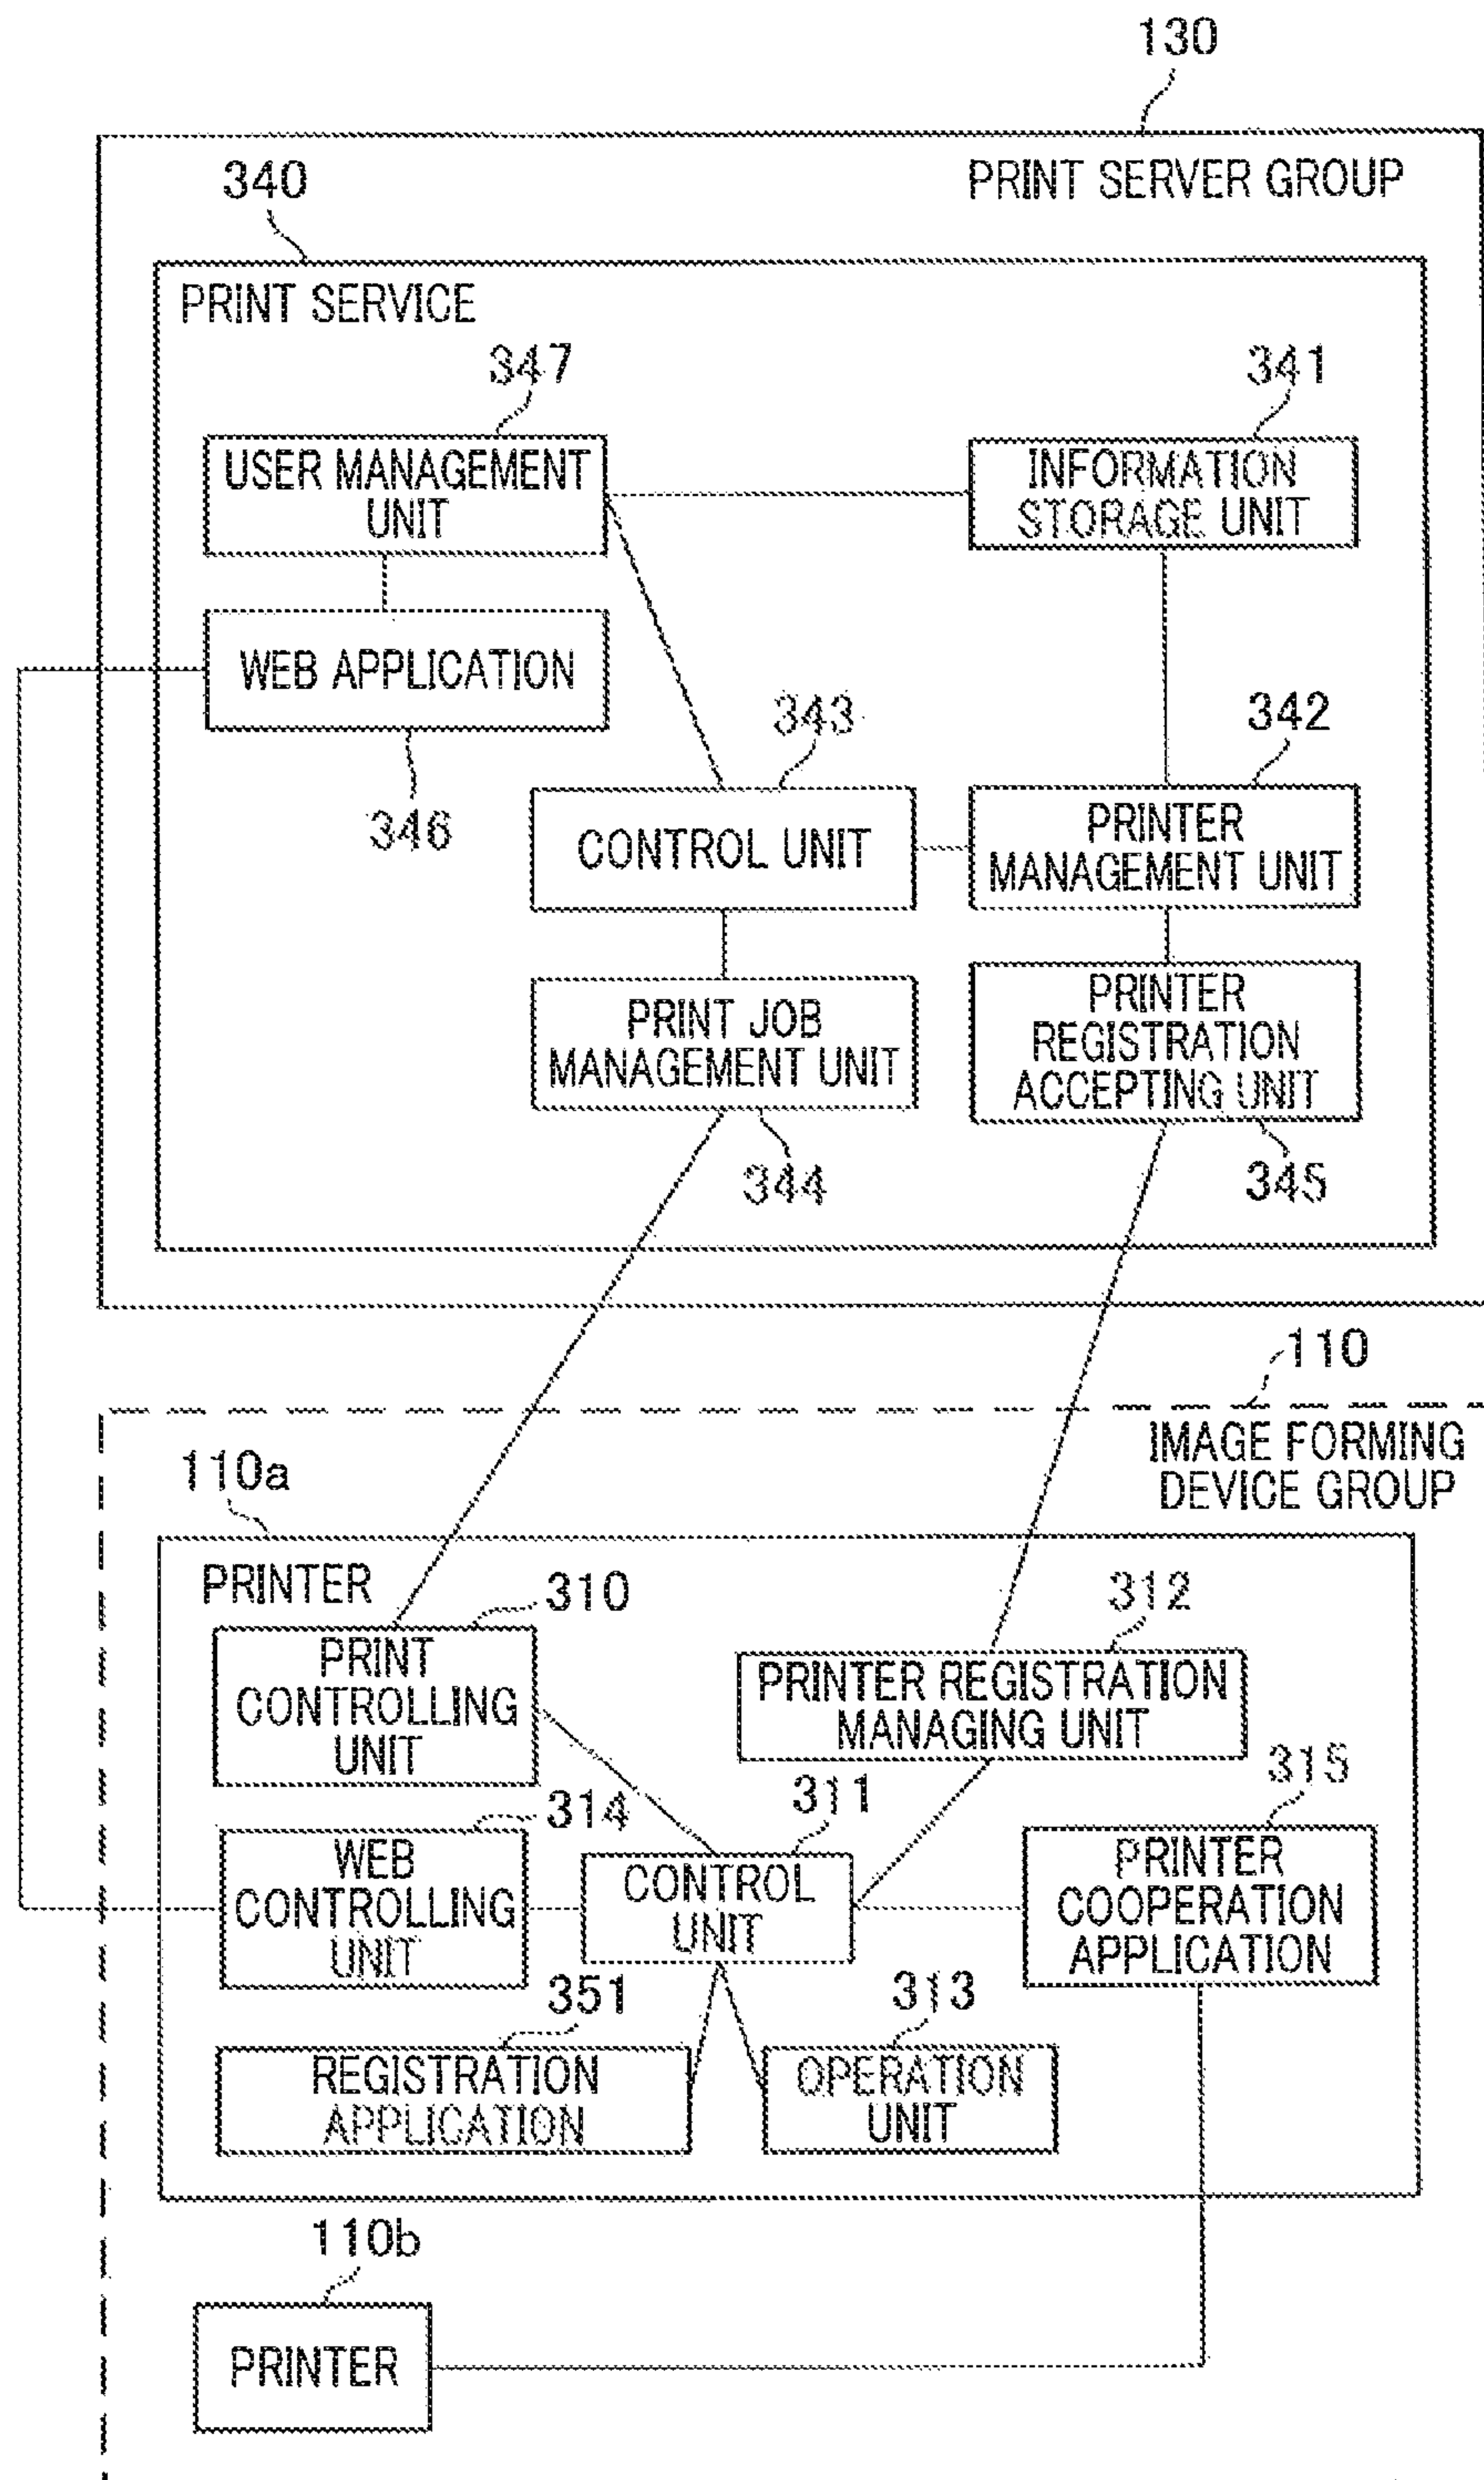 130
PRINT SERVER GROUP
340
PRINT SERVICE
347
341
USER MANAGEMENT
UNIT
INFORMATION
STORAGE UNIT
WEB APPLICATION
346
343
342
CONTROL UNIT
PRINTER
MANAGEMENT UNIT
PRINT JOB
MANAGEMENT UNIT
PRINTER
REGISTRATION
ACCEPTING UNIT
344
345
110
IMAGE FORMING
DEVICE GROUP
110a
PRINTER
310
312
PRINT
CONTROLLING
UNIT
PRINTER REGISTRATION
MANAGING UNIT
314
311
315
WEB
CONTROLLING
UNIT
CONTROL
UNIT
PRINTER
COOPERATION
APPLICATION
351
313
REGISTRATION
APPLICATION
OPERATION
UNIT
110b
PRINTER